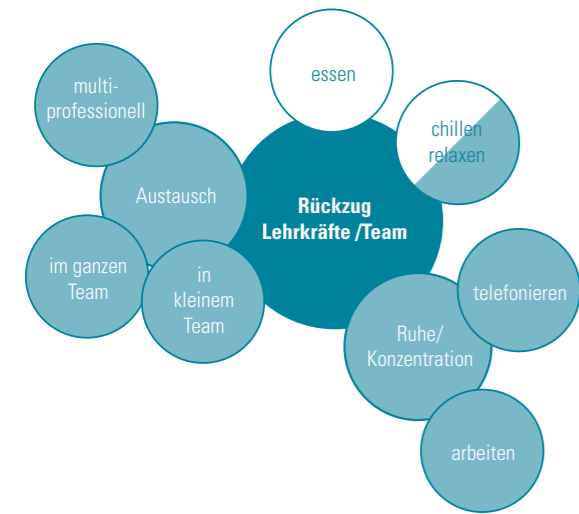 essen
multi-
professionell
chillen
relaxen
Austausch
Rückzug
Lehrkräfte /Team
im ganzen
Team
in
kleinem
Team
telefonieren
Ruhe/
Konzentration
arbeiten